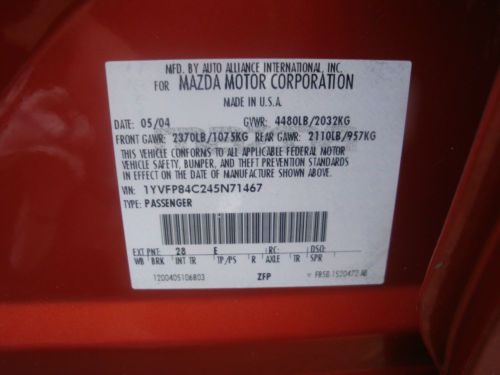 MFD. BY AUTO ALLIANCE INTERNATIONAL, INC.
FOR MAZDA MOTOR CORPORATION
MADE IN U.S.A.
DATE: 05/04 GVWR: 4480LB/2032KG
FRONT GAWR: 2370LB/1075KG REAR GAWR: 2110LB/957KG
THIS VEHICLE CONFORMS TO ALL APPLICABLE FEDERAL MOTOR
VEHICLE SAFETY, BUMPER, AND THEFT PREVENTION STANDARDS
IN EFFECT ON THE DATE OF MANUFACTURE SHOWN ABOVE.
VIN: 1YVFP84C245N71467
TYPE: PASSENGER
EXT PNT: 28 E RC: DSO:
WB BRK INT TR TP/PS R AXLE TR SPR
1200405106803 ZFP F85B-1520472-AB